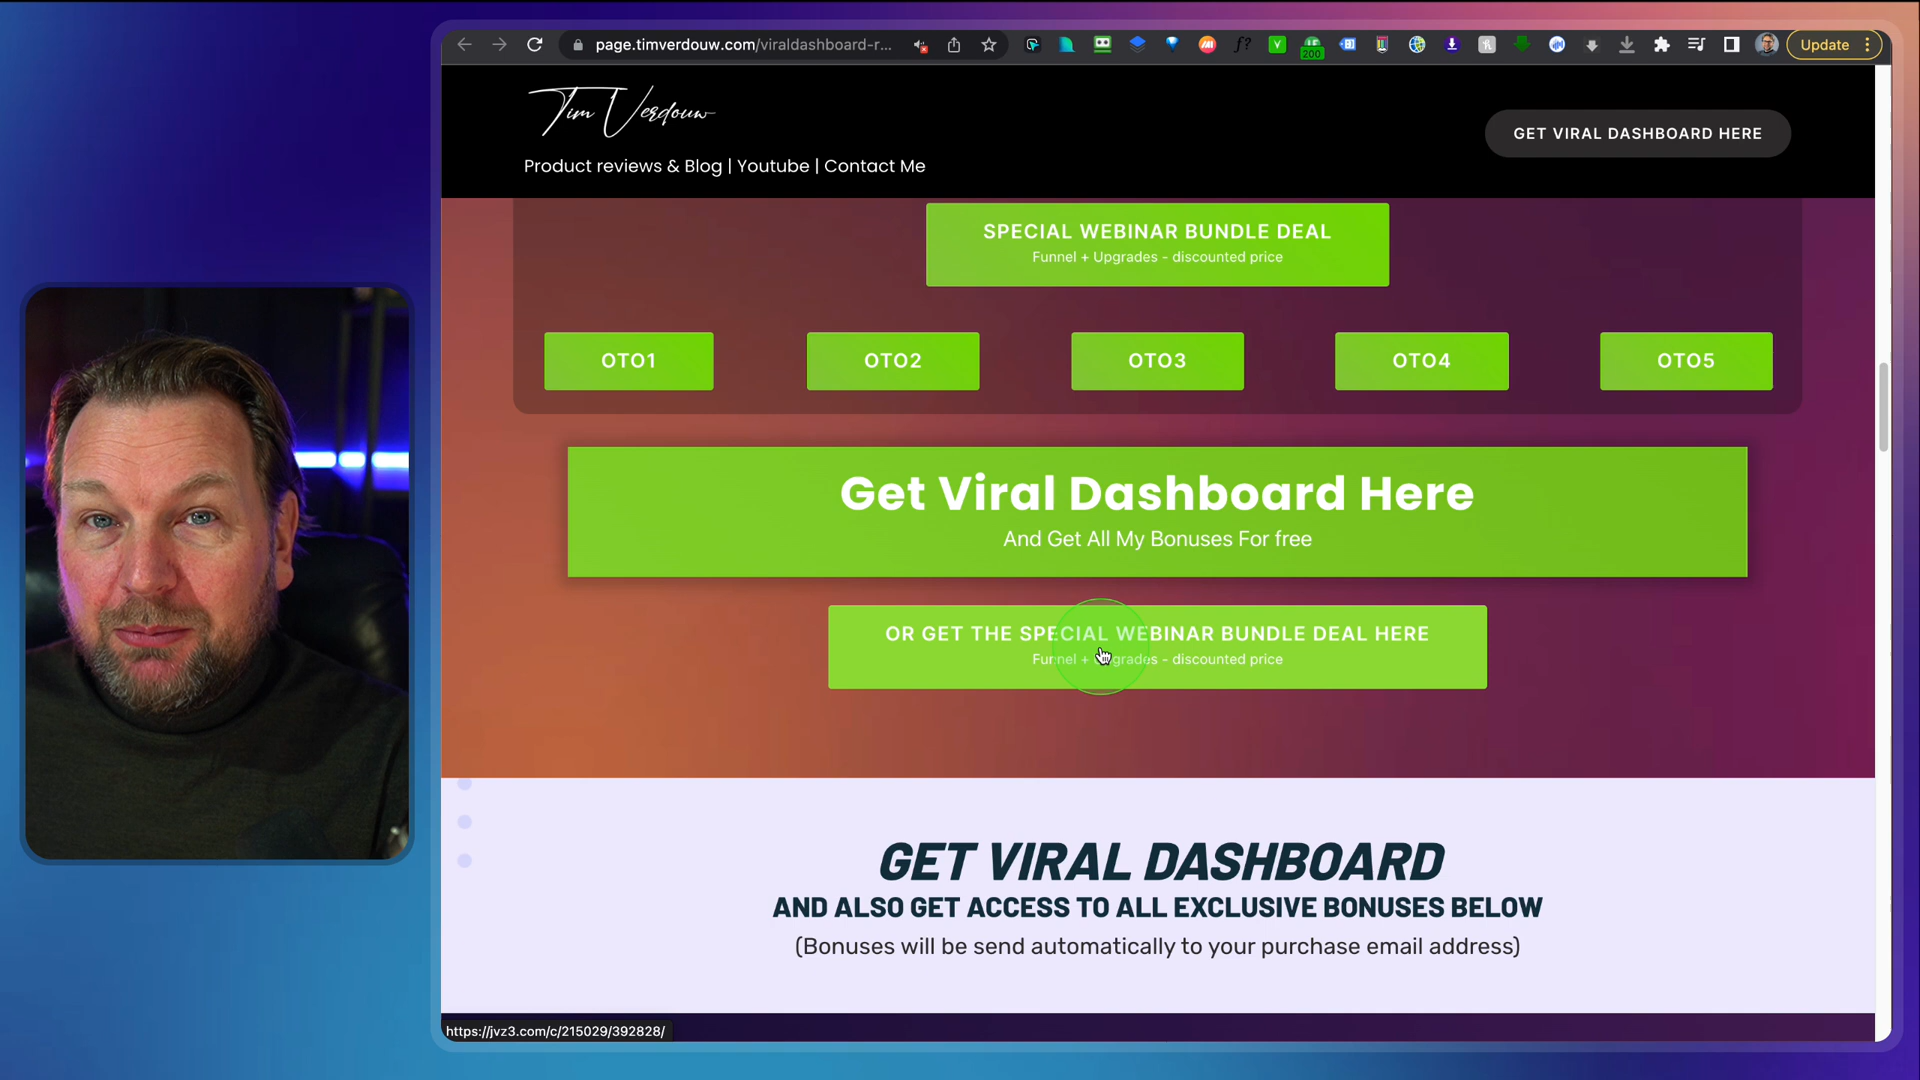 page.timverdouw.com/viraldashboard-r...
200
Update
Tim Verdouw
Product reviews & Blog | Youtube | Contact Me
GET VIRAL DASHBOARD HERE
SPECIAL WEBINAR BUNDLE DEAL
Funnel + Upgrades - discounted price
OTO1
OTO2
OTO3
OTO4
OTO5
Get Viral Dashboard Here
And Get All My Bonuses For free
OR GET THE SPECIAL WEBINAR BUNDLE DEAL HERE
Funnel + Upgrades - discounted price
GET VIRAL DASHBOARD
AND ALSO GET ACCESS TO ALL EXCLUSIVE BONUSES BELOW
(Bonuses will be send automatically to your purchase email address)
https://jvz3.com/c/215029/392828/